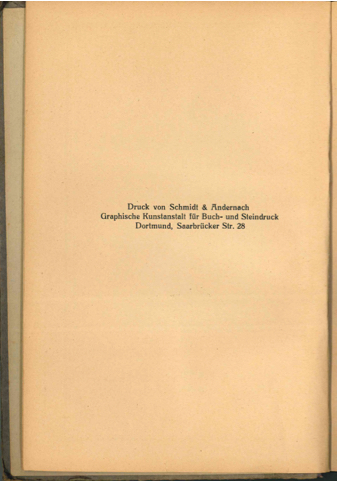 Druck von Schmidt & Andernach
Graphische Kunstanstalt für Buch- und Steindruck
Dortmund, Saarbrücker Str. 28